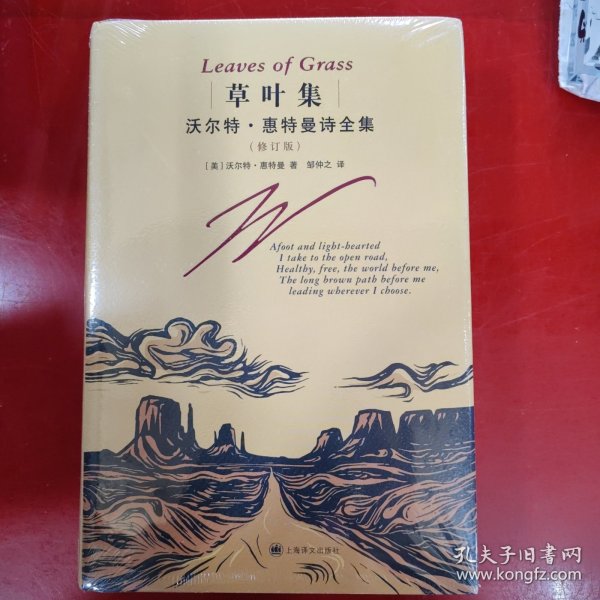 Leaves of Grass
草叶集
沃尔特·惠特曼诗全集
（修订版）
［美］沃尔特·惠特曼 著 邹仲之 译
W
Afoot and light-hearted
I take to the open road,
Healthy, free, the world before me,
The long brown path before me
leading wherever I choose.
上海译文出版社
孔夫子旧書网
www.kongfz.com